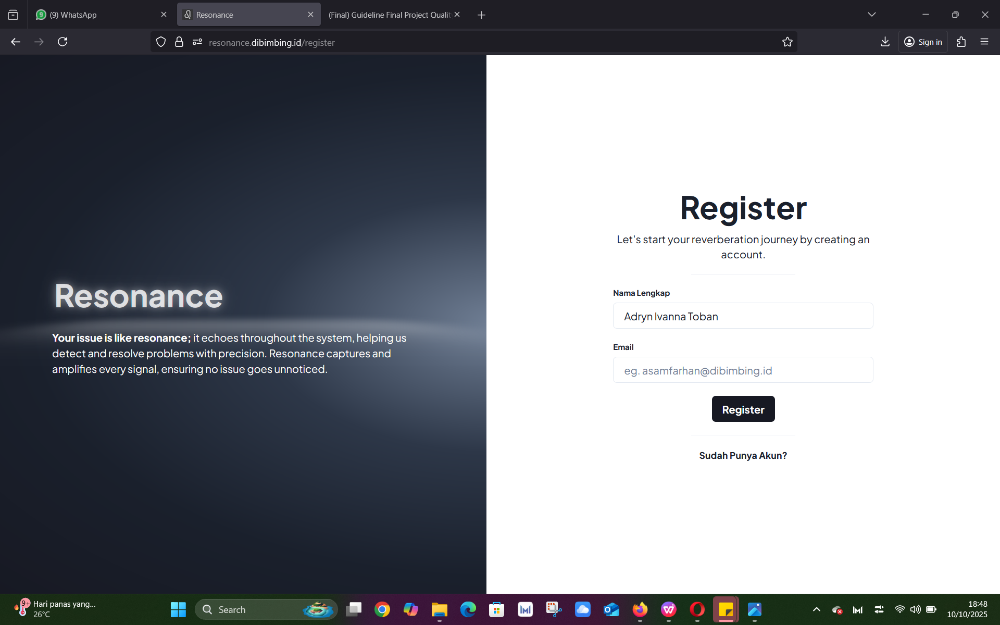 (9) WhatsApp
Resonance
(Final) Guideline Final Project Qualit
resonance.dibimbing.id/register
Sign in
Resonance
Your issue is like resonance; it echoes throughout the system, helping us
detect and resolve problems with precision. Resonance captures and
amplifies every signal, ensuring no issue goes unnoticed.
Register
Let's start your reverberation journey by creating an
account.
Nama Lengkap
Adryn Ivanna Toban
Email
eg. asamfarhan@dibimbing.id
Register
Sudah Punya Akun?
9+
Hari panas yang...
26°C
Search
18:48
10/10/2025